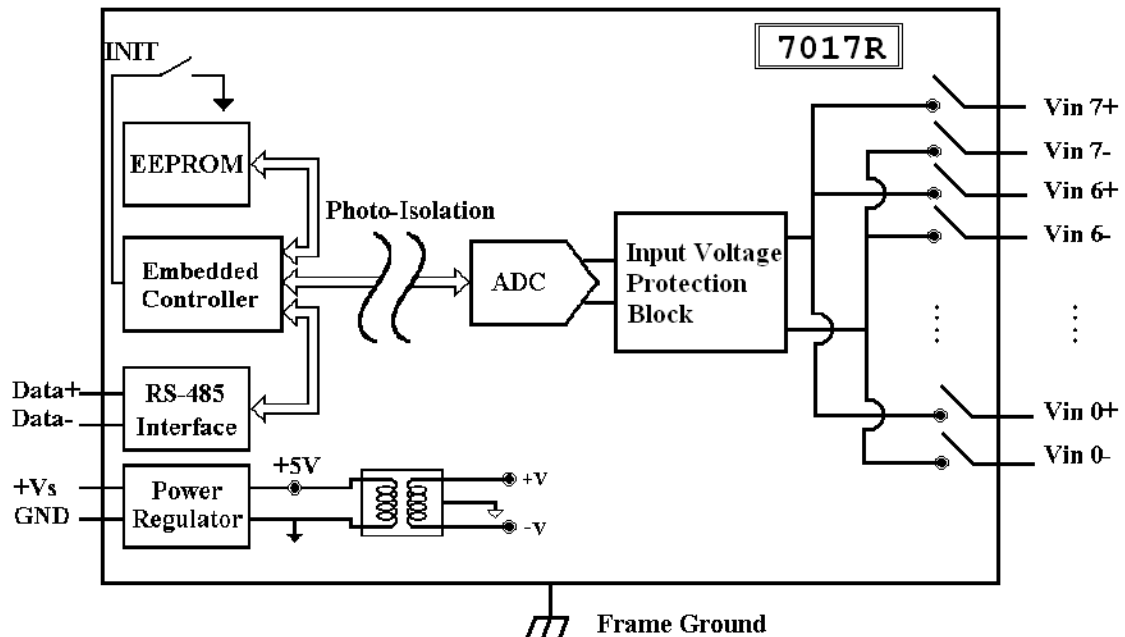 7017R
INIT
EEPROM
Photo-Isolation
Embedded
Controller
ADC
Input Voltage
Protection
Block
Vin 7+
Vin 7-
Vin 6+
Vin 6-
Vin 0+
Vin 0-
Data+
Data-
RS-485
Interface
+Vs
GND
Power
Regulator
+5V
+V
-V
Frame Ground